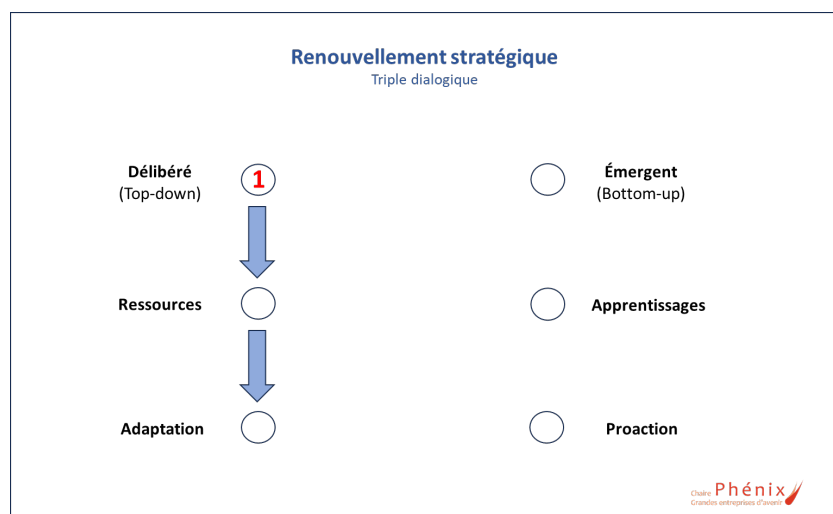 Renouvellement stratégique
Triple dialogique
Délibéré
(Top-down)
1
Émergent
(Bottom-up)
Ressources
Apprentissages
Adaptation
Proaction
Chaire Phénix
Grandes entreprises d'avenir